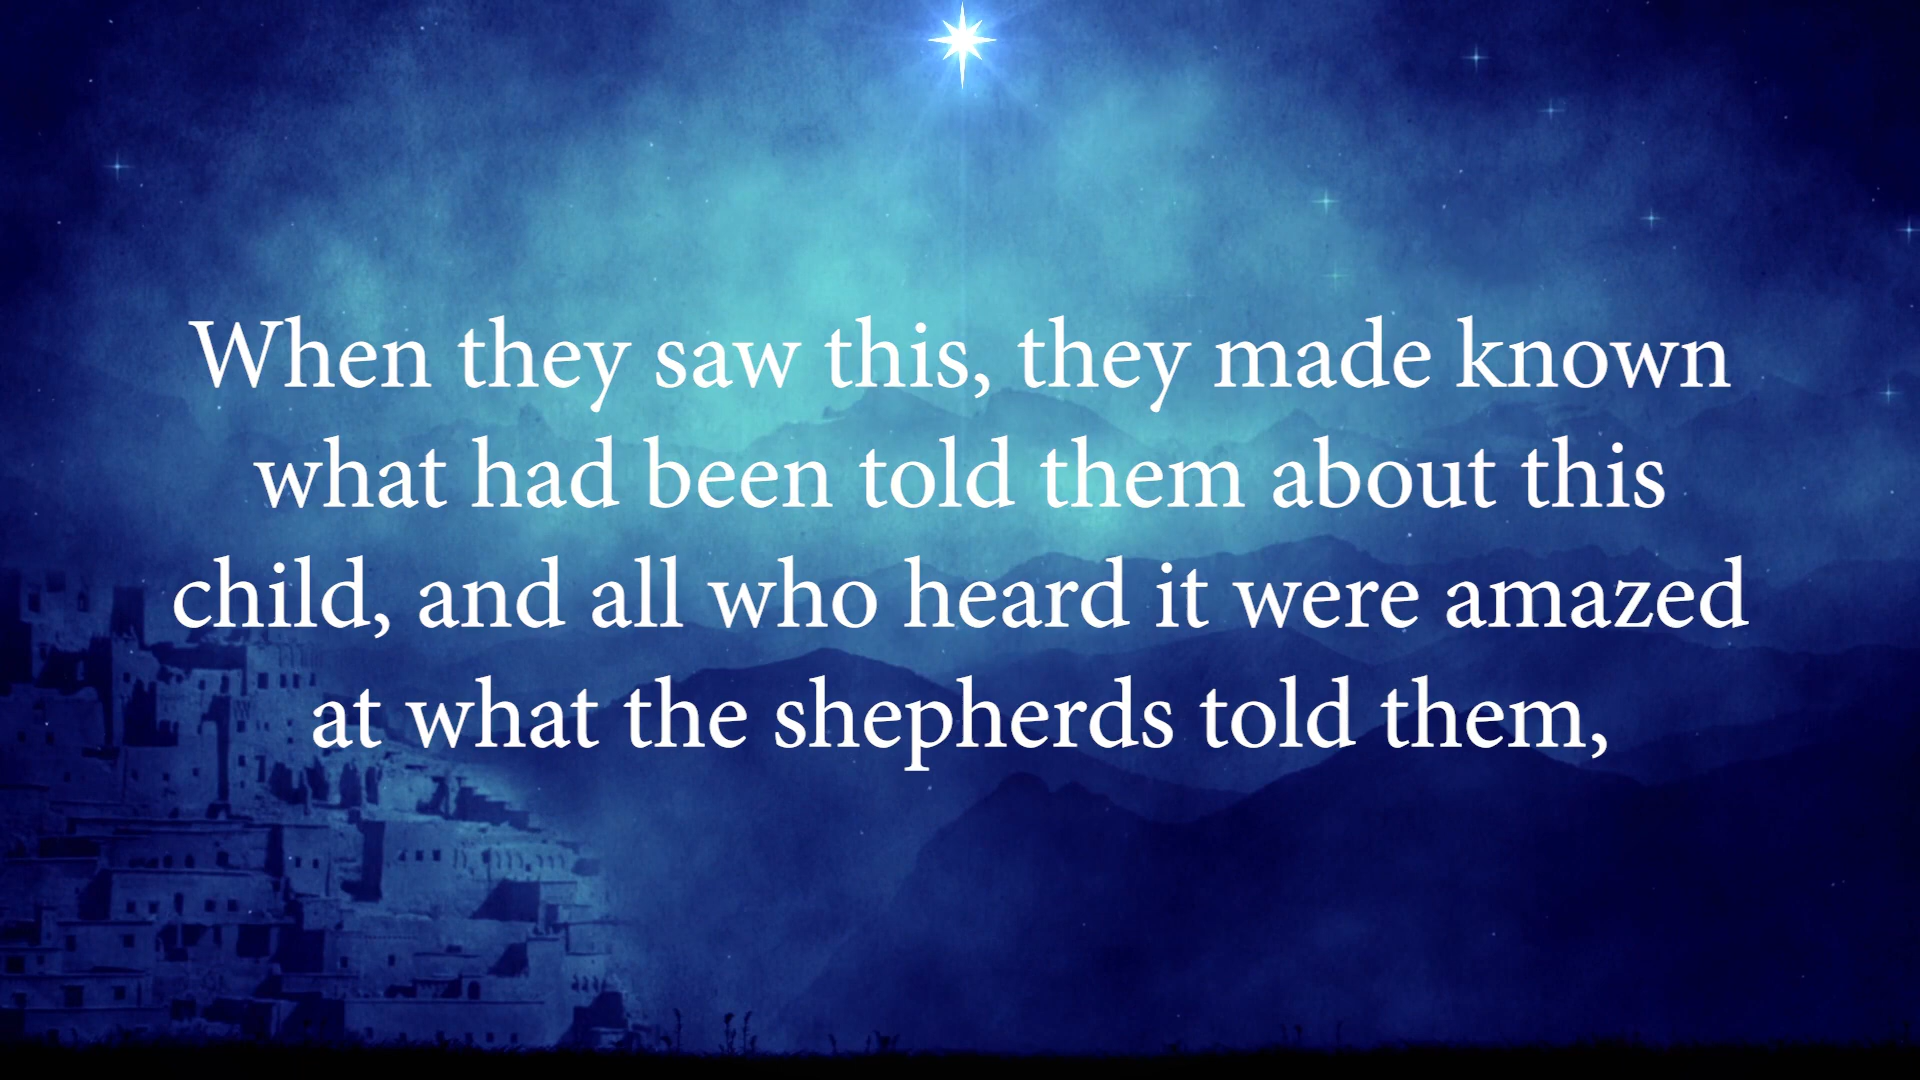 When they saw this, they made known
what had been told them about this
child, and all who heard it were amazed
at what the shepherds told them,